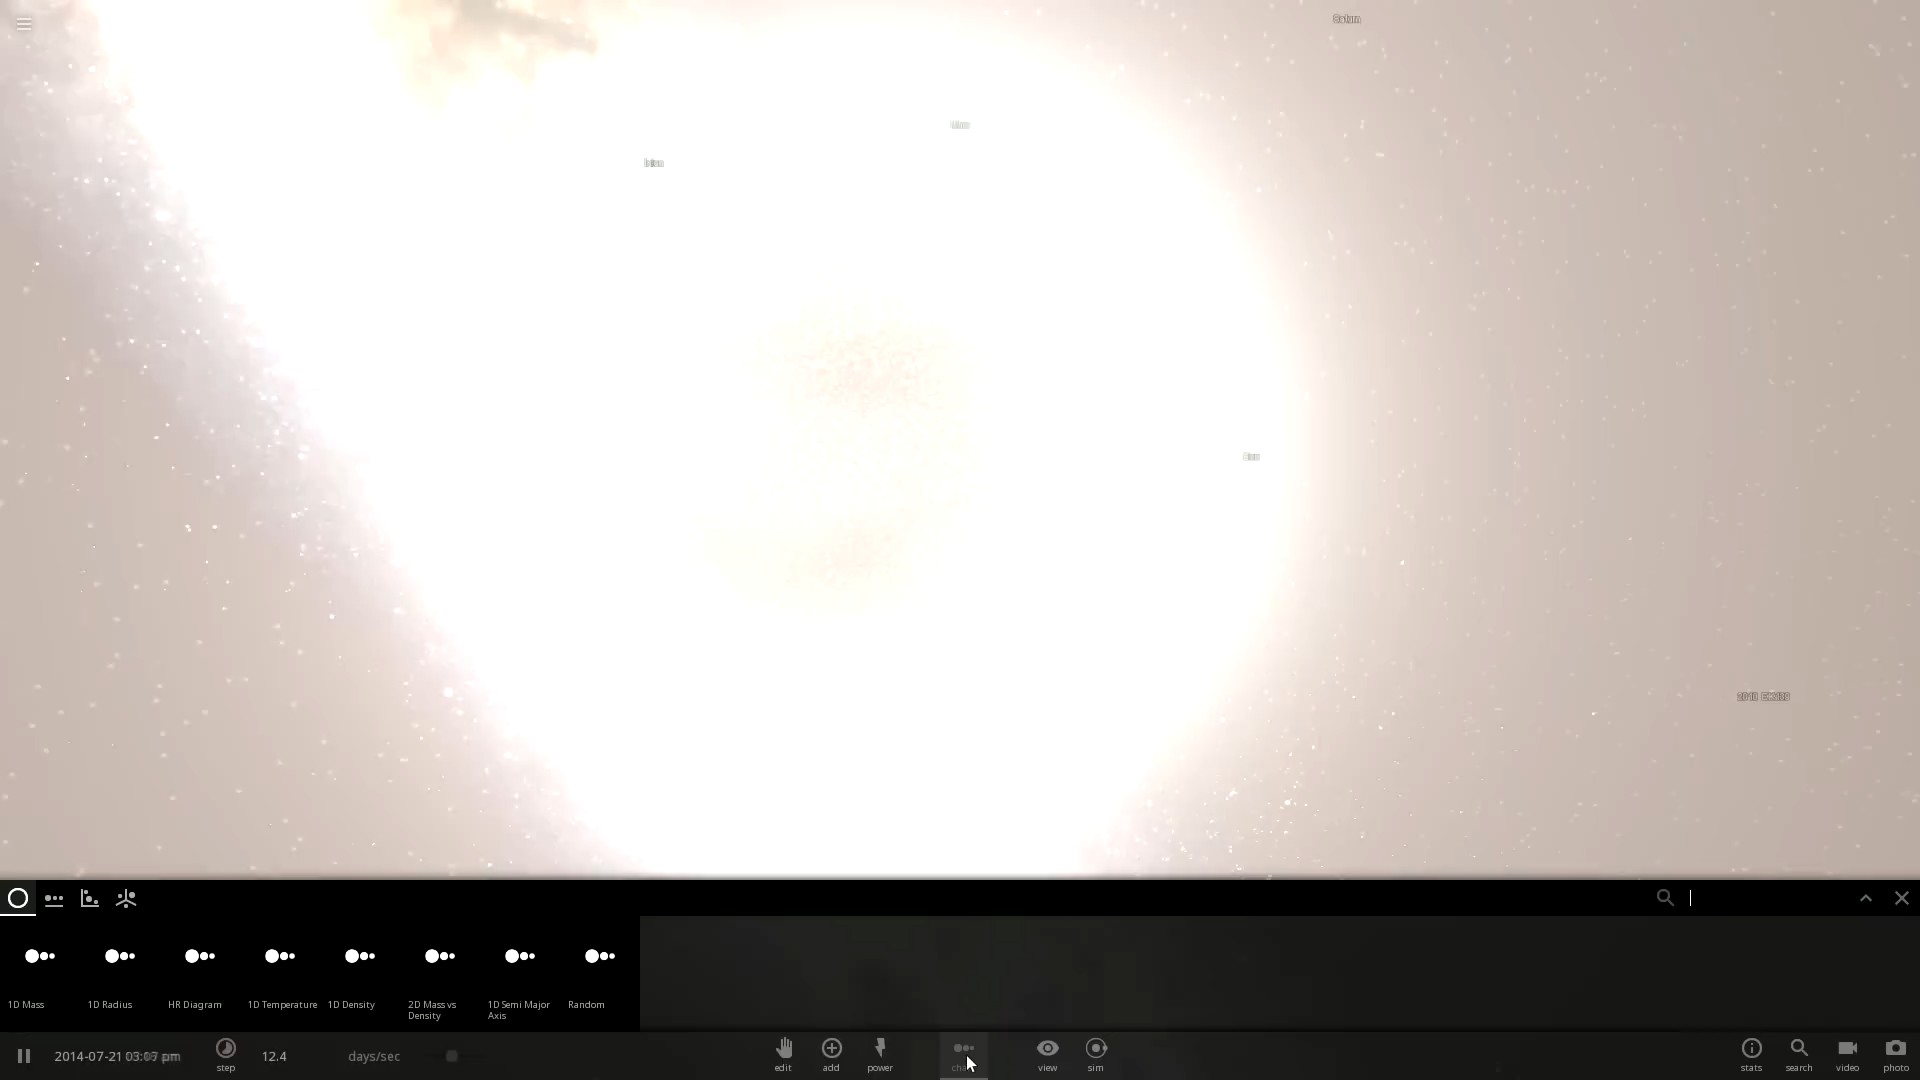 Saturn
1D Mass
1D Radius
HR Diagram
1D Temperature
1D Density
2D Mass vs
Density
1D Semi Major
Axis
Random
2014-07-21 pm
step
12.4
days/sec
edit
add
power
view
sim
stats
search
video
photo